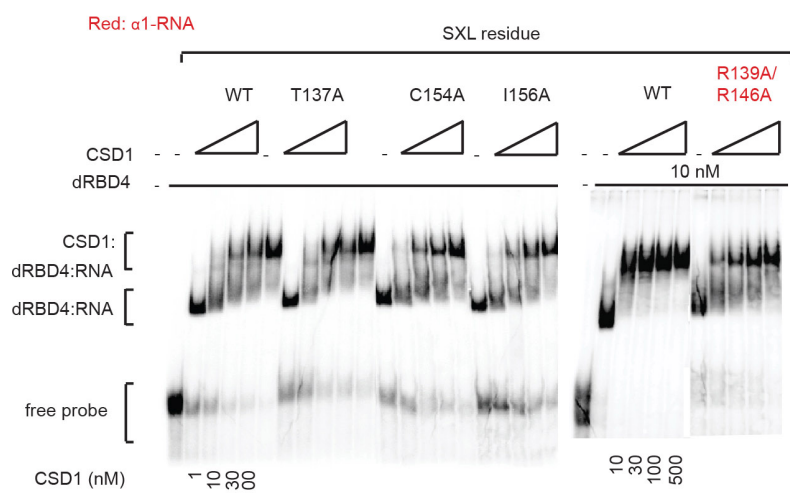 Red: α1-RNA
SXL residue
WT T137A C154A I156A WT R139A/
R146A
CSD1 - - - - - - - -
dRBD4 - -
10 nM
CSD1:
dRBD4:RNA
dRBD4:RNA
free probe
CSD1 (nM) 1 10 30 00 10 30 100 500